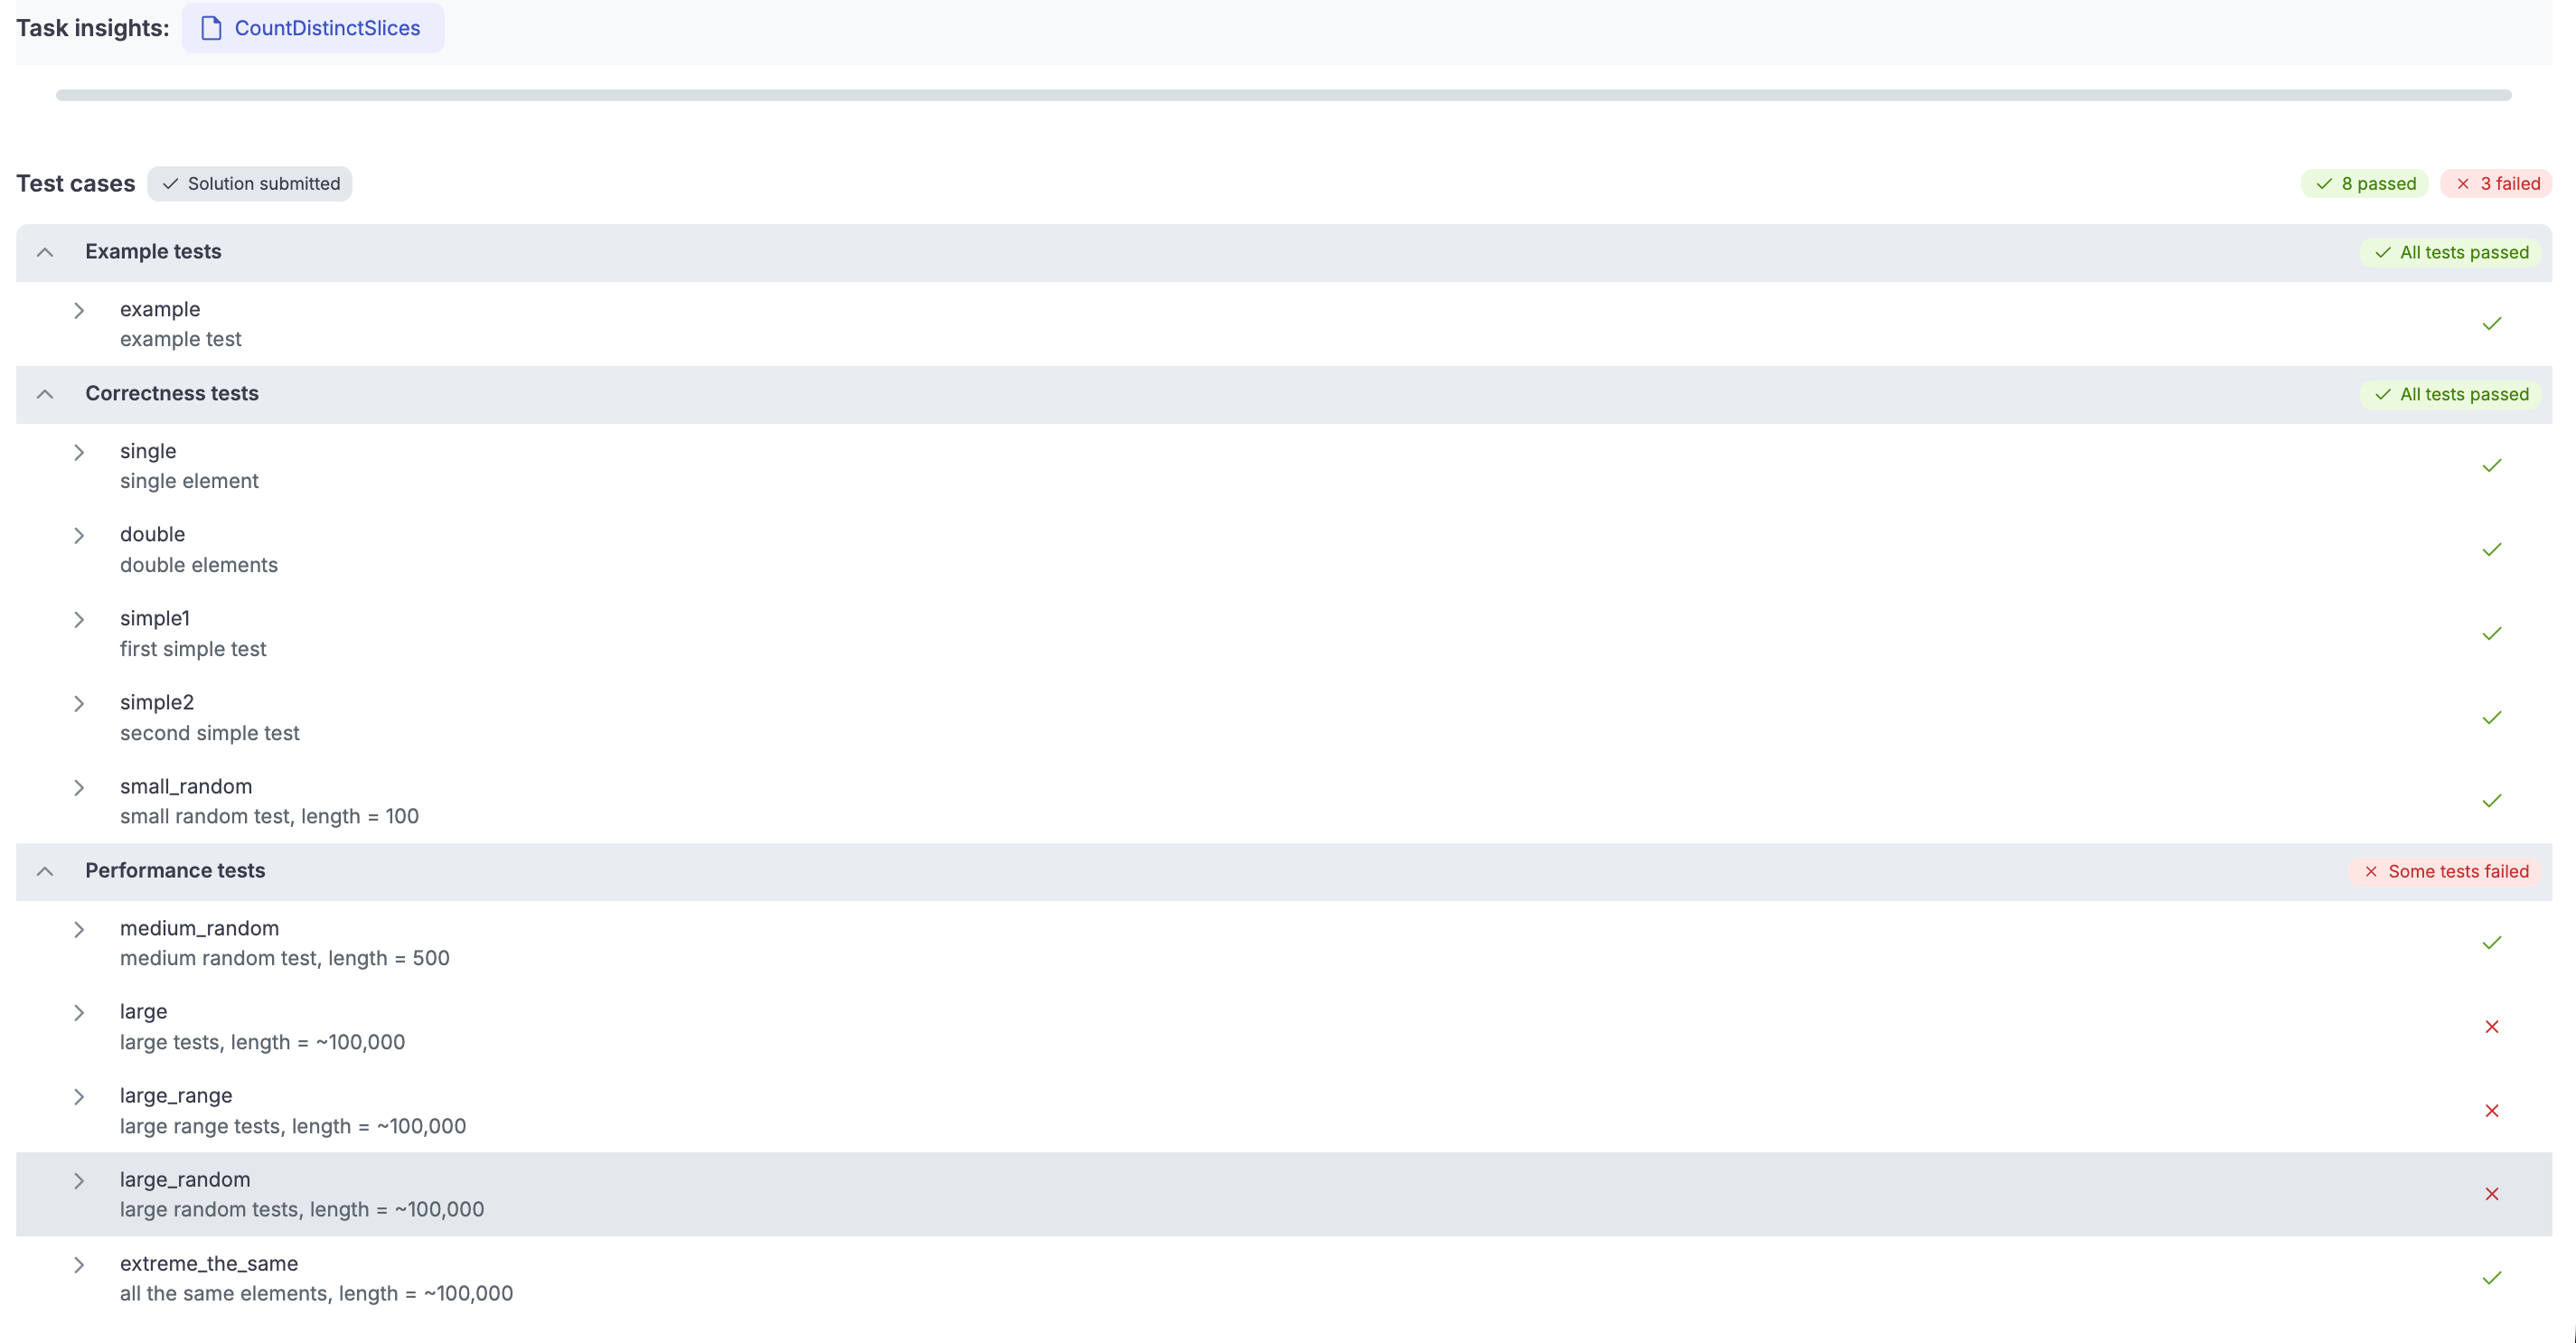 Task insights: CountDistinctSlices
Test cases Solution submitted 8 passed 3 failed
Example tests All tests passed
example
example test
Correctness tests All tests passed
single
single element
double
double elements
simple1
first simple test
simple2
second simple test
small_random
small random test, length = 100
Performance tests Some tests failed
medium_random
medium random test, length = 500
large
large tests, length = ~100,000
large_range
large range tests, length = ~100,000
large_random
large random tests, length = ~100,000
extreme_the_same
all the same elements, length = ~100,000